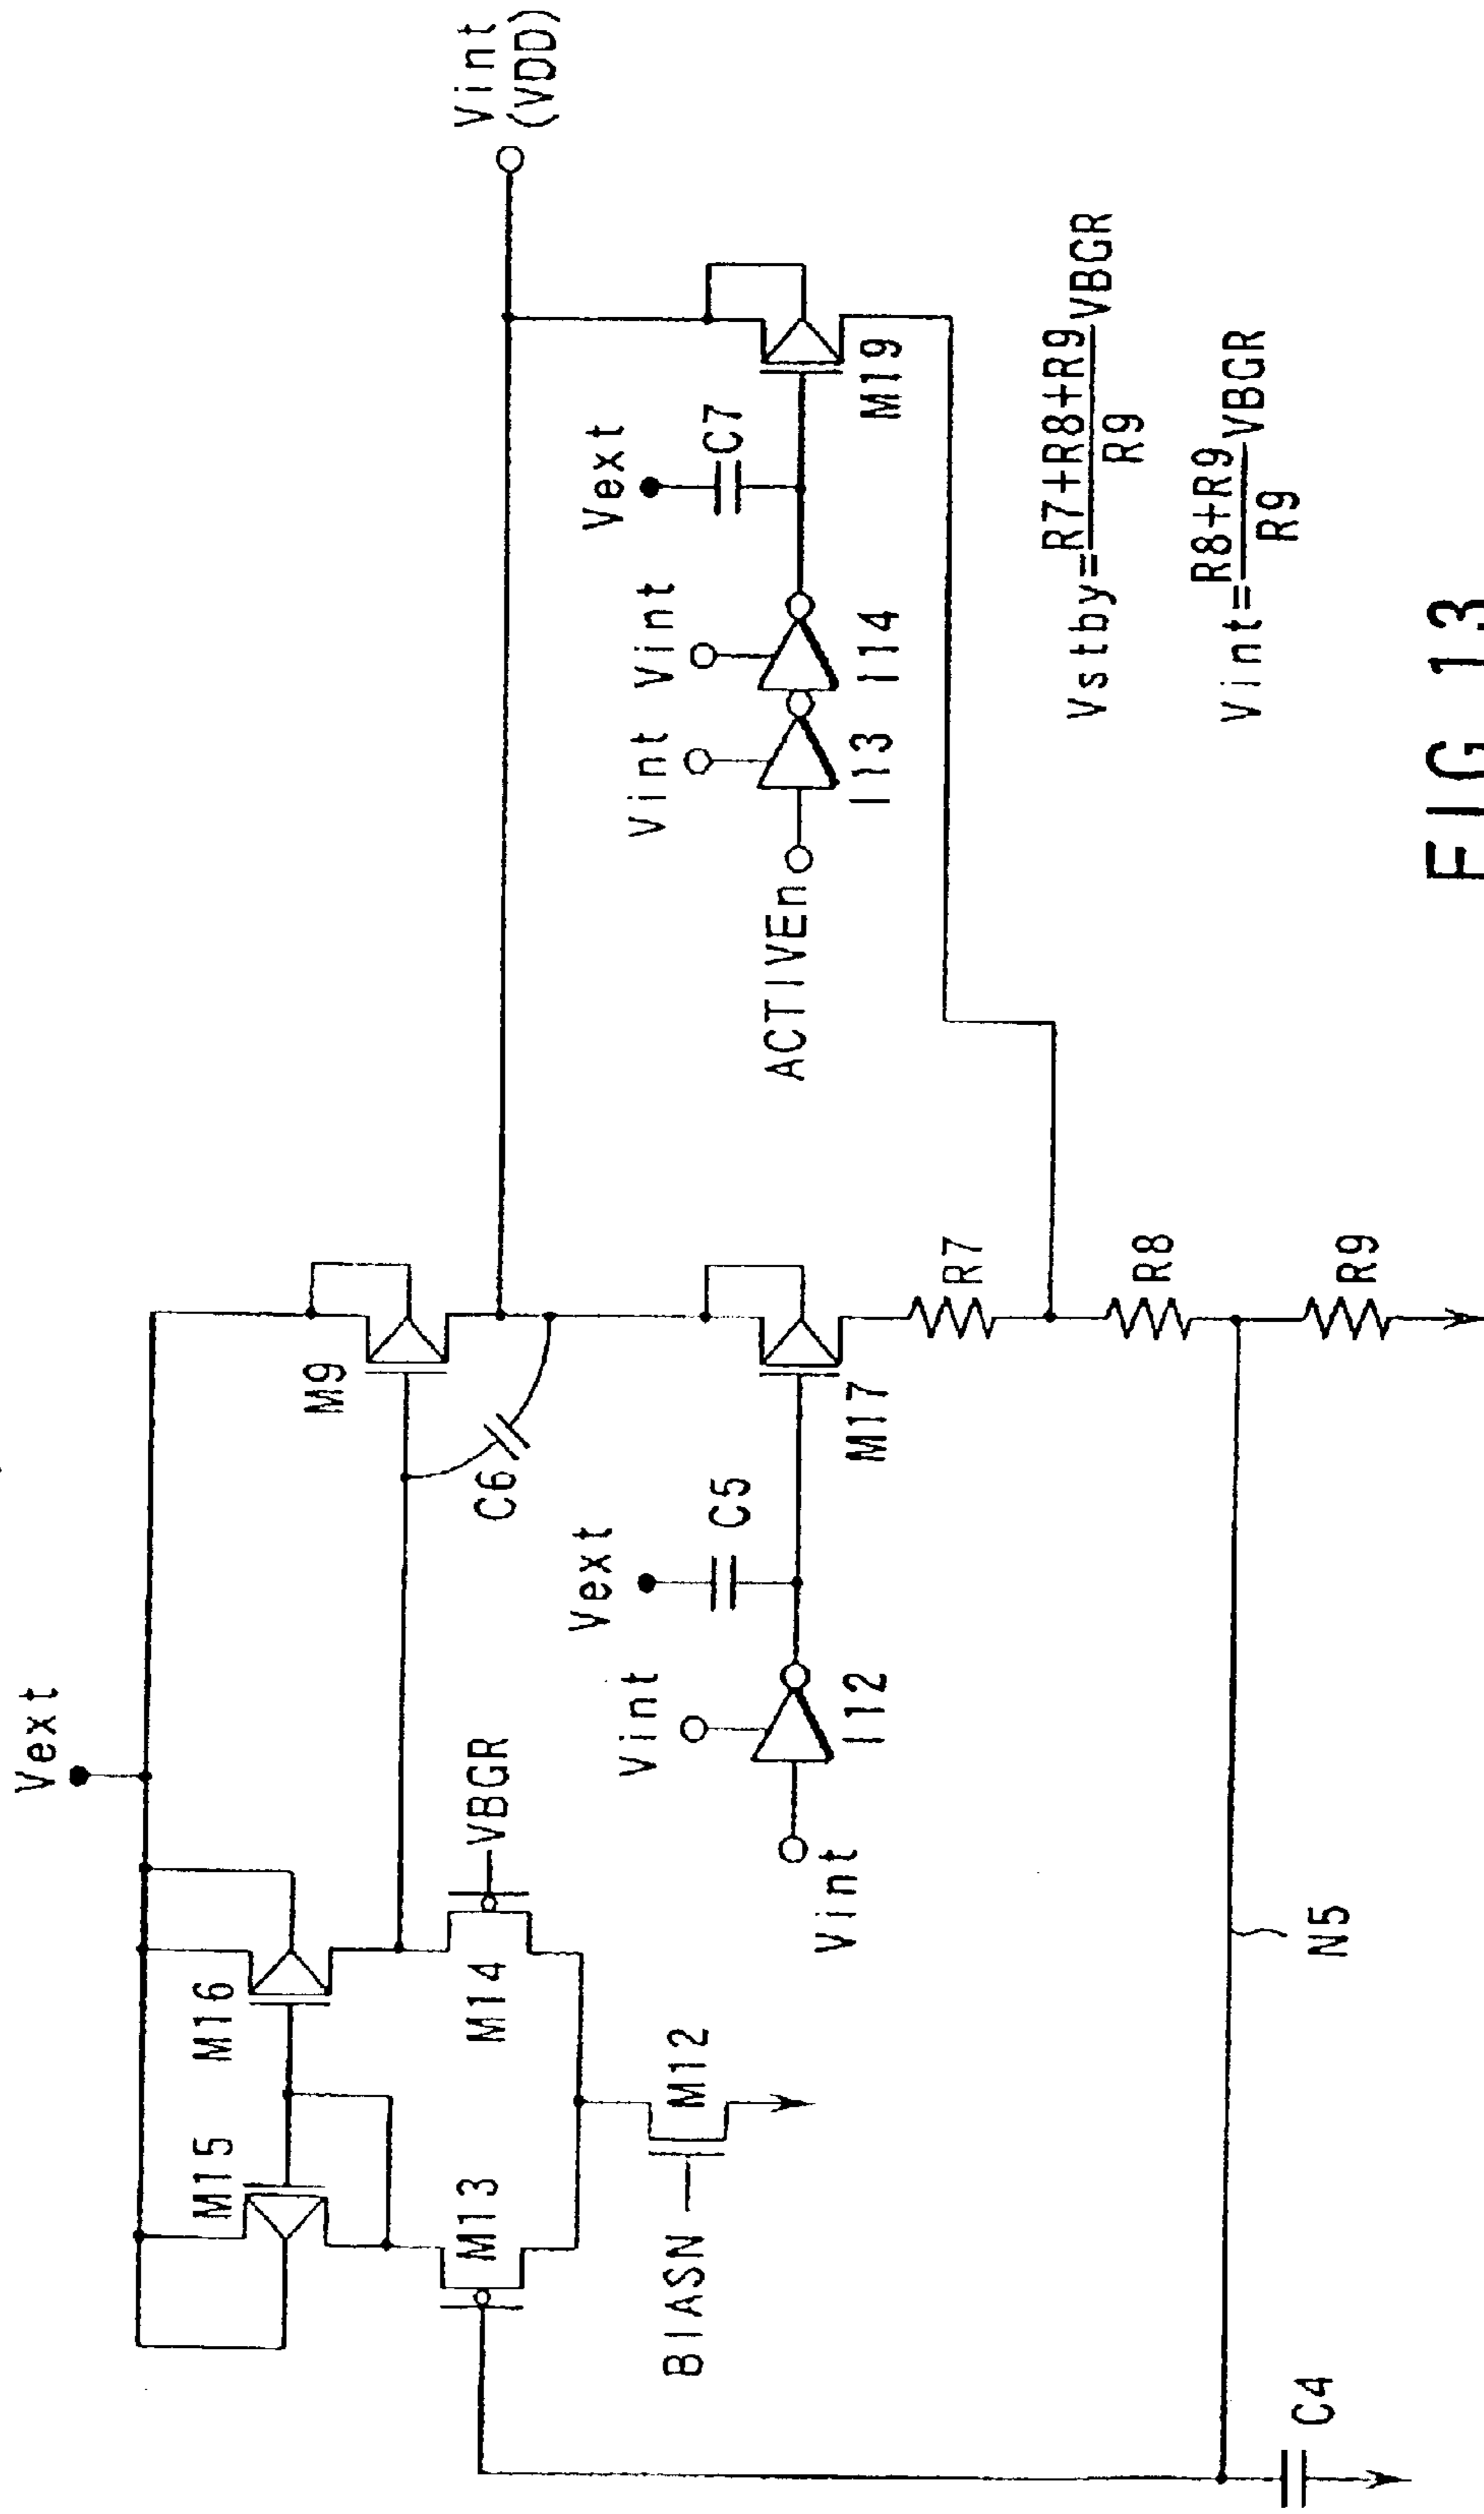 Vext
M15
M16
M9
Vint
(VDD)
M13
M14
VBGR
C6
BIASN
M12
Vext
C5
Vint
I12
Vint
M17
Vext
C7
Vint
Vint
I13
I14
ACTIVEn
M19
R7
R8
R9
N5
C4
Vstby=R7+R8+R9/R9 VBGR
Vint=R8+R9/R9 VBGR
FIG 13